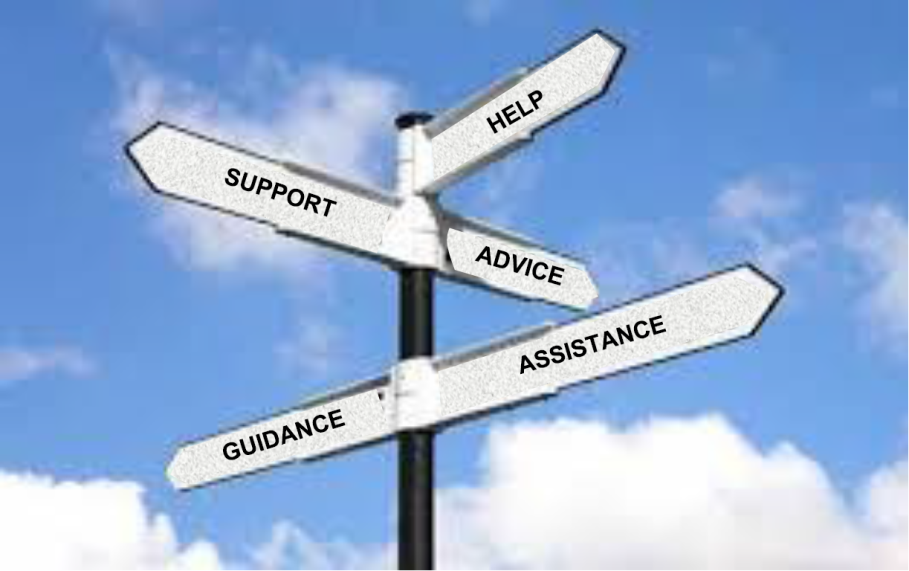 HELP
SUPPORT
ADVICE
ASSISTANCE
GUIDANCE